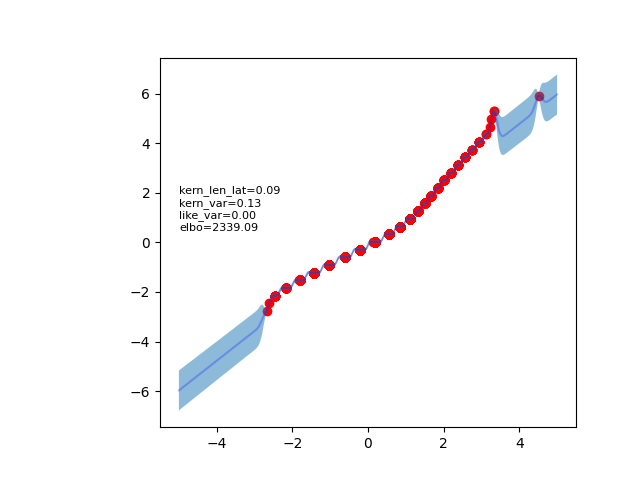 6
4
2
0
−2
−4
−6
kern_len_lat=0.09
kern_var=0.13
like_var=0.00
elbo=2339.09
−4 −2 0 2 4